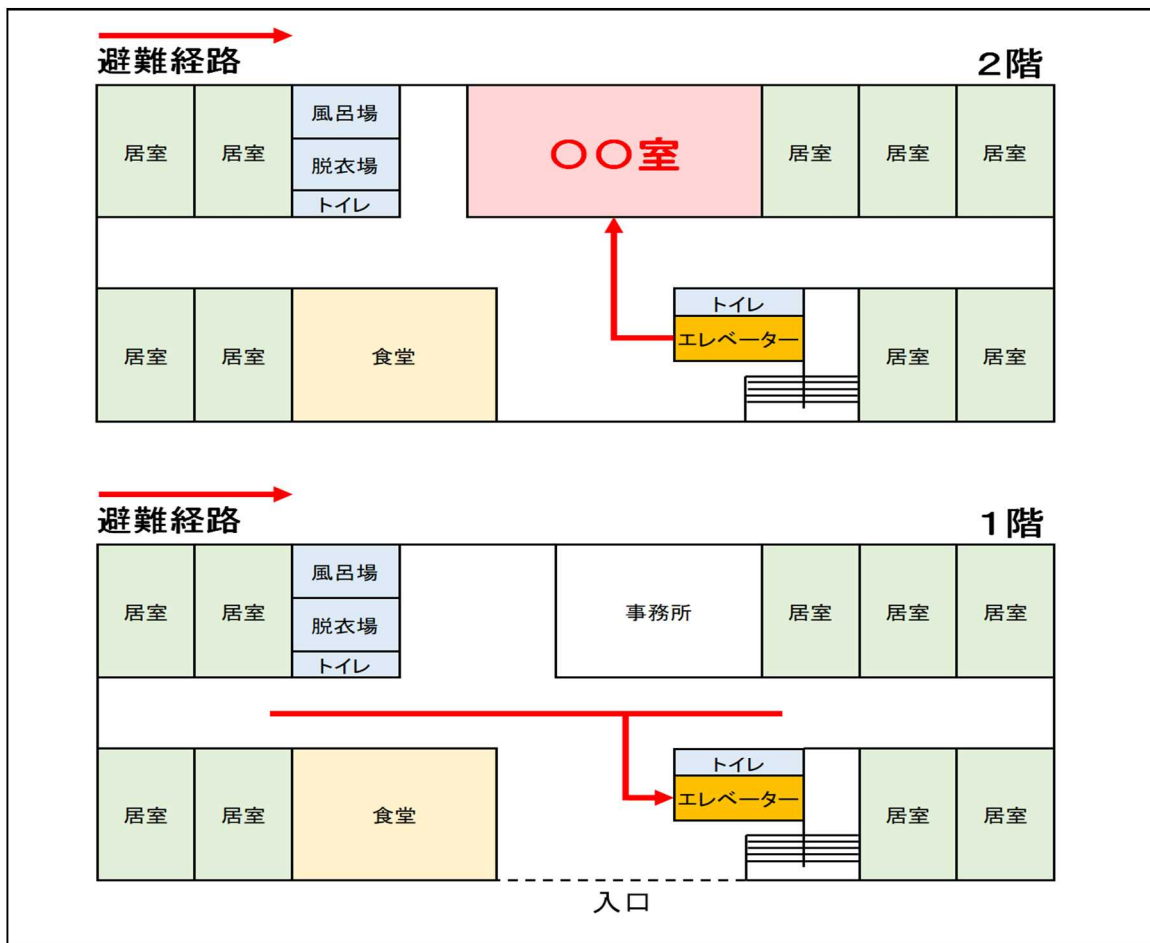 避難経路
2階
居室
居室
風呂場
脱衣場
トイレ
〇〇室
居室
居室
居室
居室
居室
食堂
トイレ
エレベーター
居室
居室
避難経路
1階
居室
居室
風呂場
脱衣場
トイレ
事務所
居室
居室
居室
居室
居室
食堂
トイレ
エレベーター
居室
居室
入口